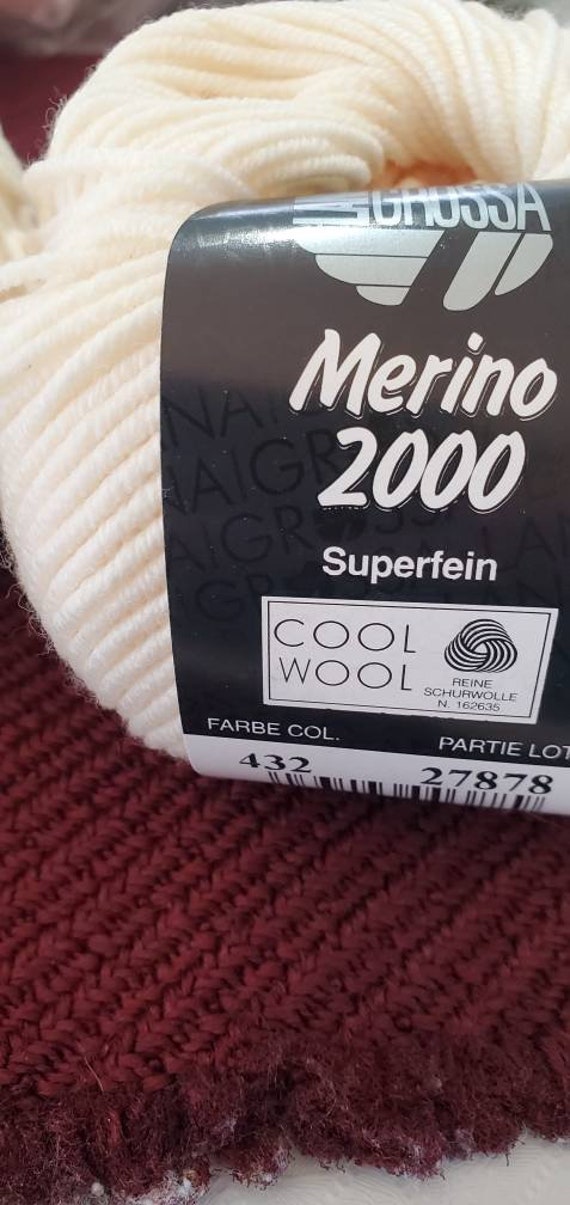 GROSSA
Merino
2000
Superfein
COOL
WOOL
REINE
SCHURWOLLE
N. 162635
FARBE COL.
PARTIE LOT
432
27878